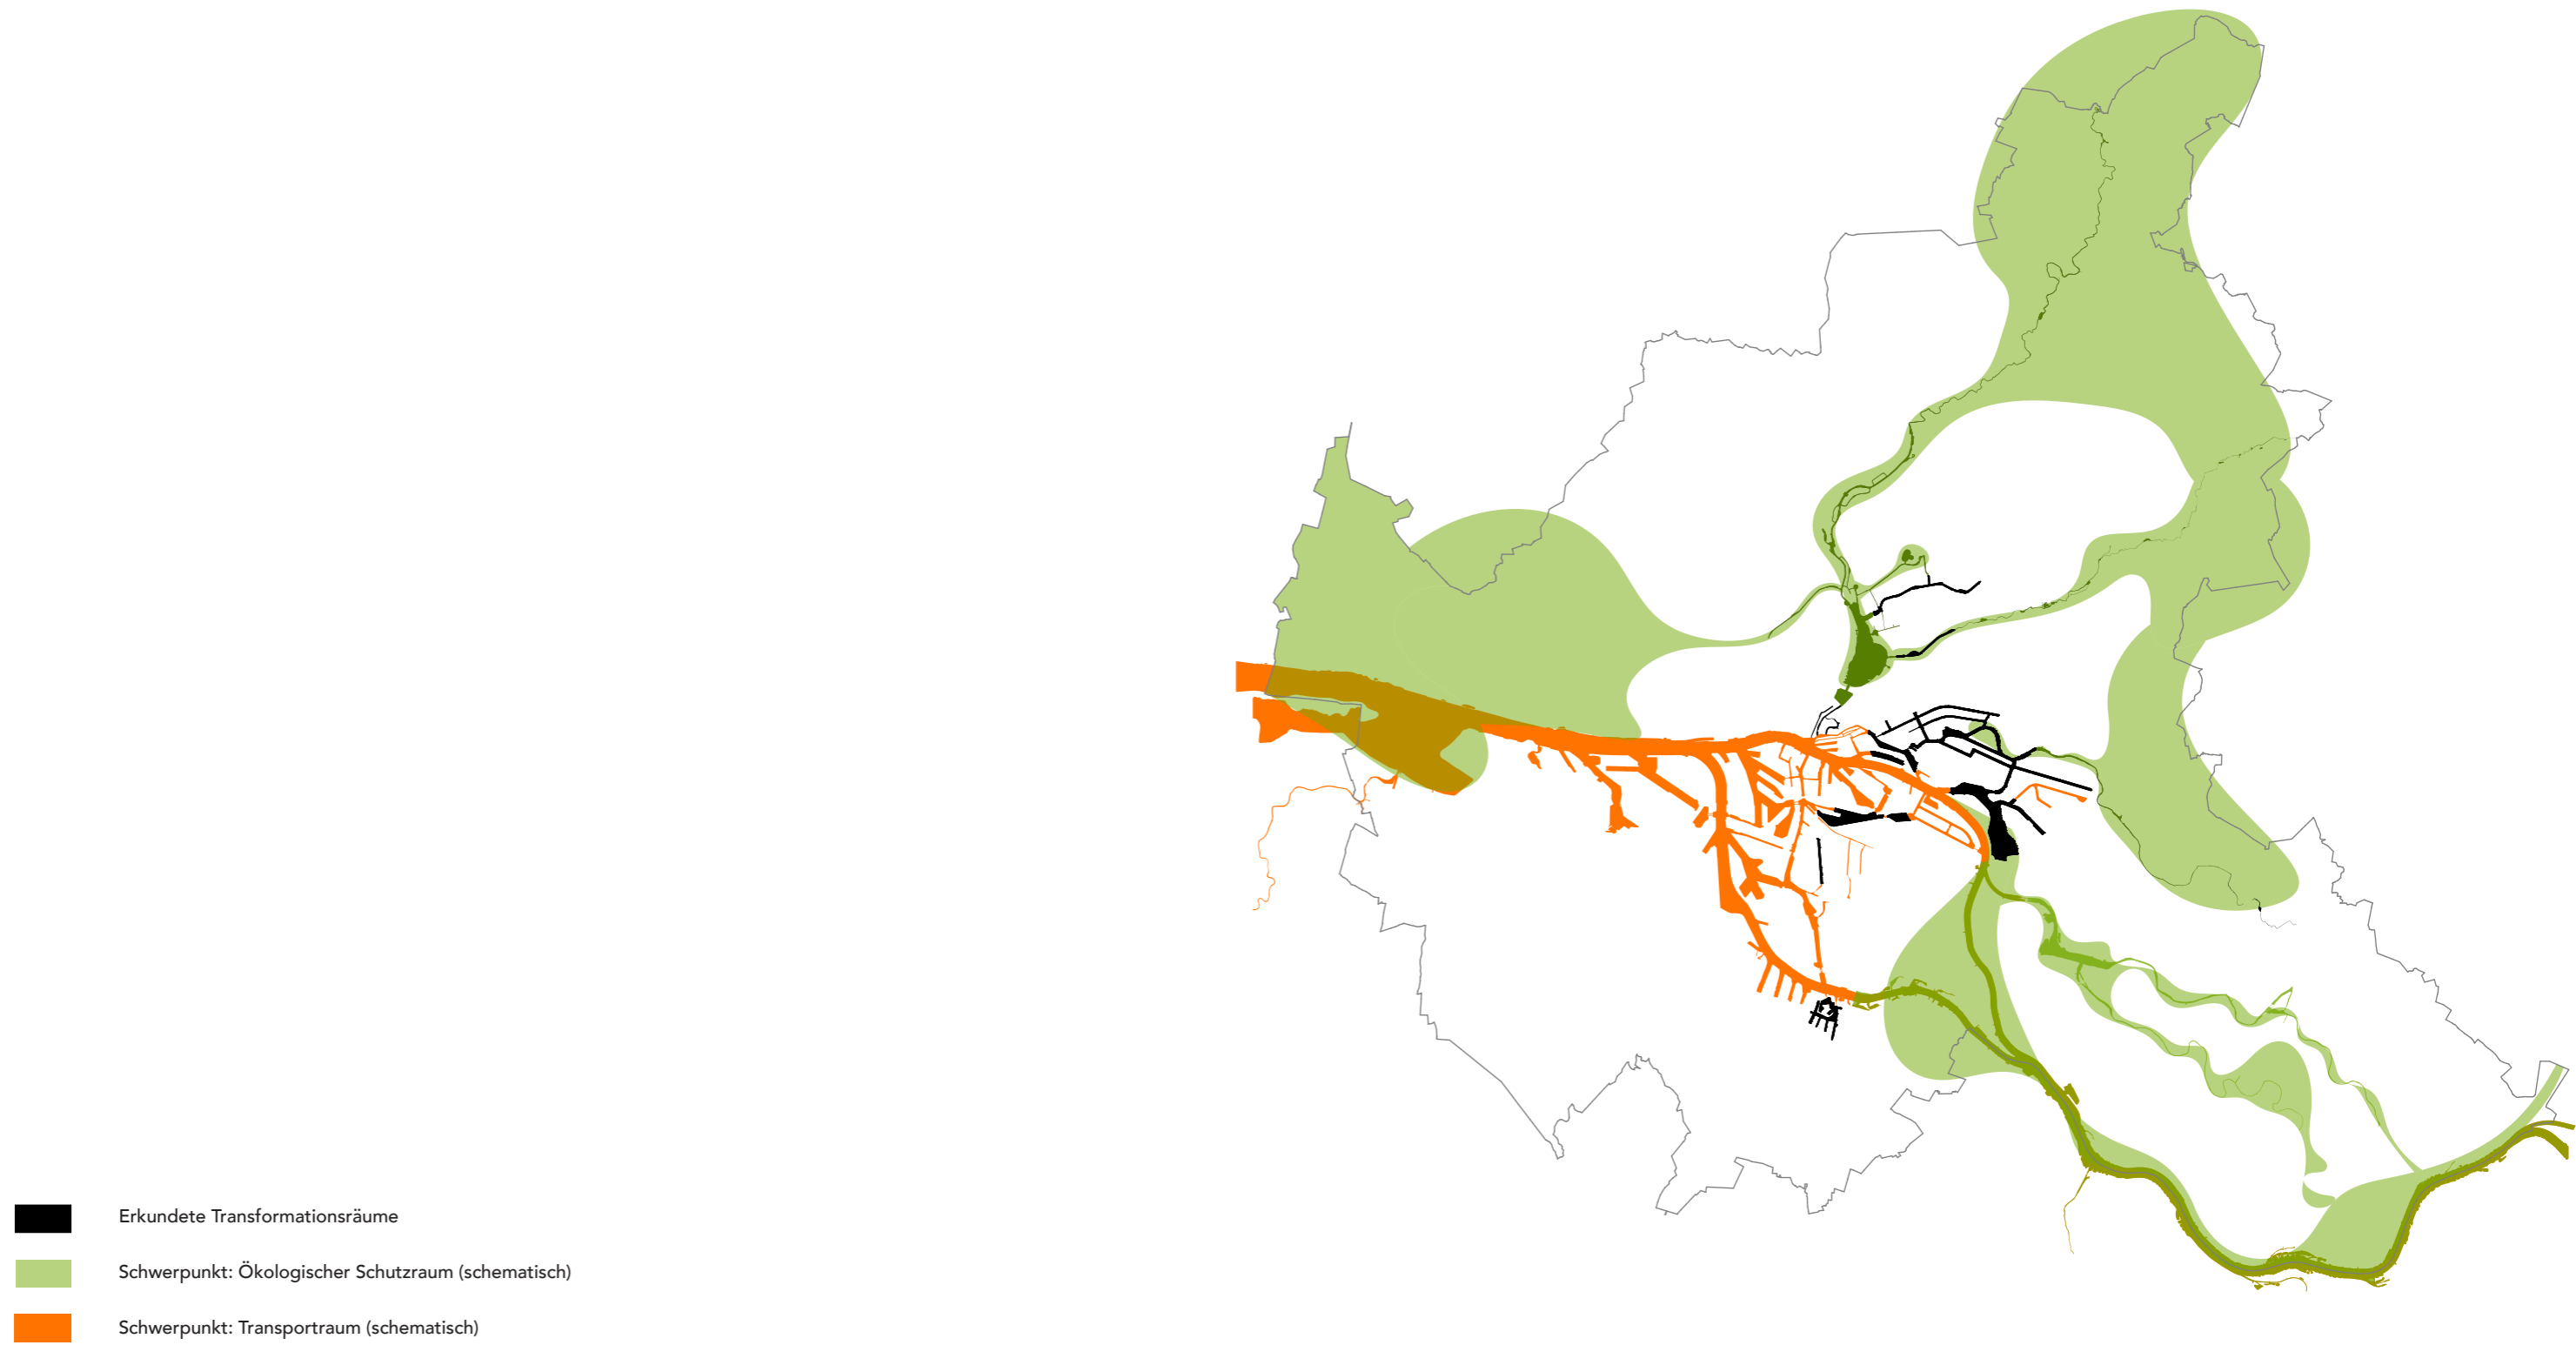 Erkundete Transformationsräume
Schwerpunkt: Ökologischer Schutzraum (schematisch)
Schwerpunkt: Transportraum (schematisch)